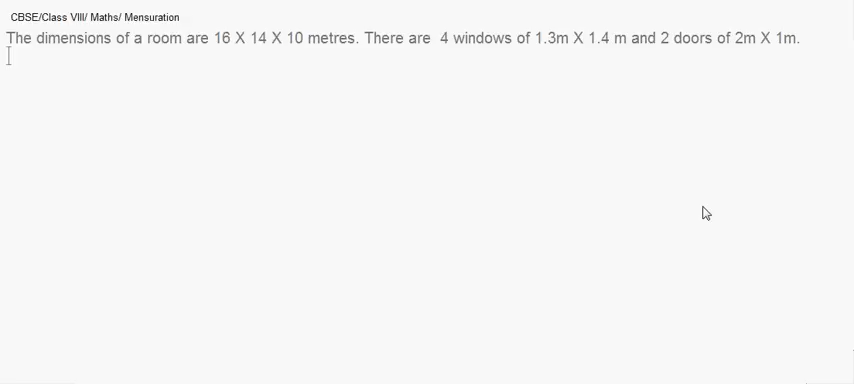 CBSE/Class VIII/ Maths/ Mensuration
The dimensions of a room are 16 X 14 X 10 metres. There are  4 windows of 1.3m X 1.4 m and 2 doors of 2m X 1m.